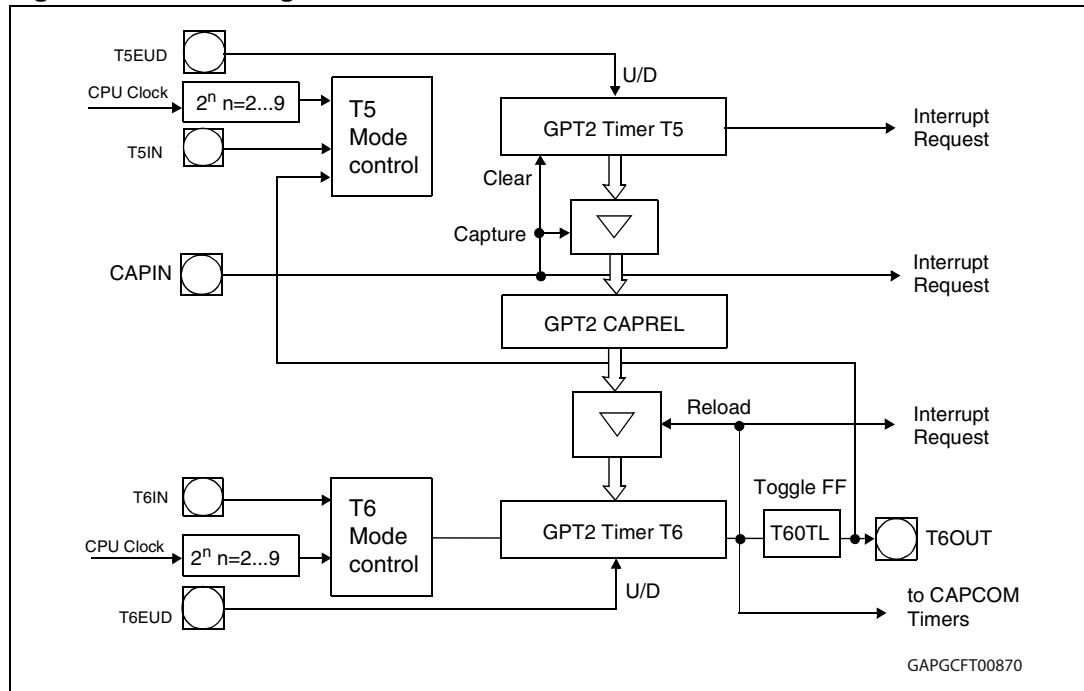 T5EUD
U/D
CPU Clock
2ⁿ n=2...9
T5
Mode
control
GPT2 Timer T5
Interrupt
Request
T5IN
Clear
Capture
CAPIN
Interrupt
Request
GPT2 CAPREL
Reload
Interrupt
Request
T6IN
T6
Mode
control
Toggle FF
GPT2 Timer T6
T60TL
T6OUT
CPU Clock
2ⁿ n=2...9
U/D
T6EUD
to CAPCOM
Timers
GAPGCFT00870